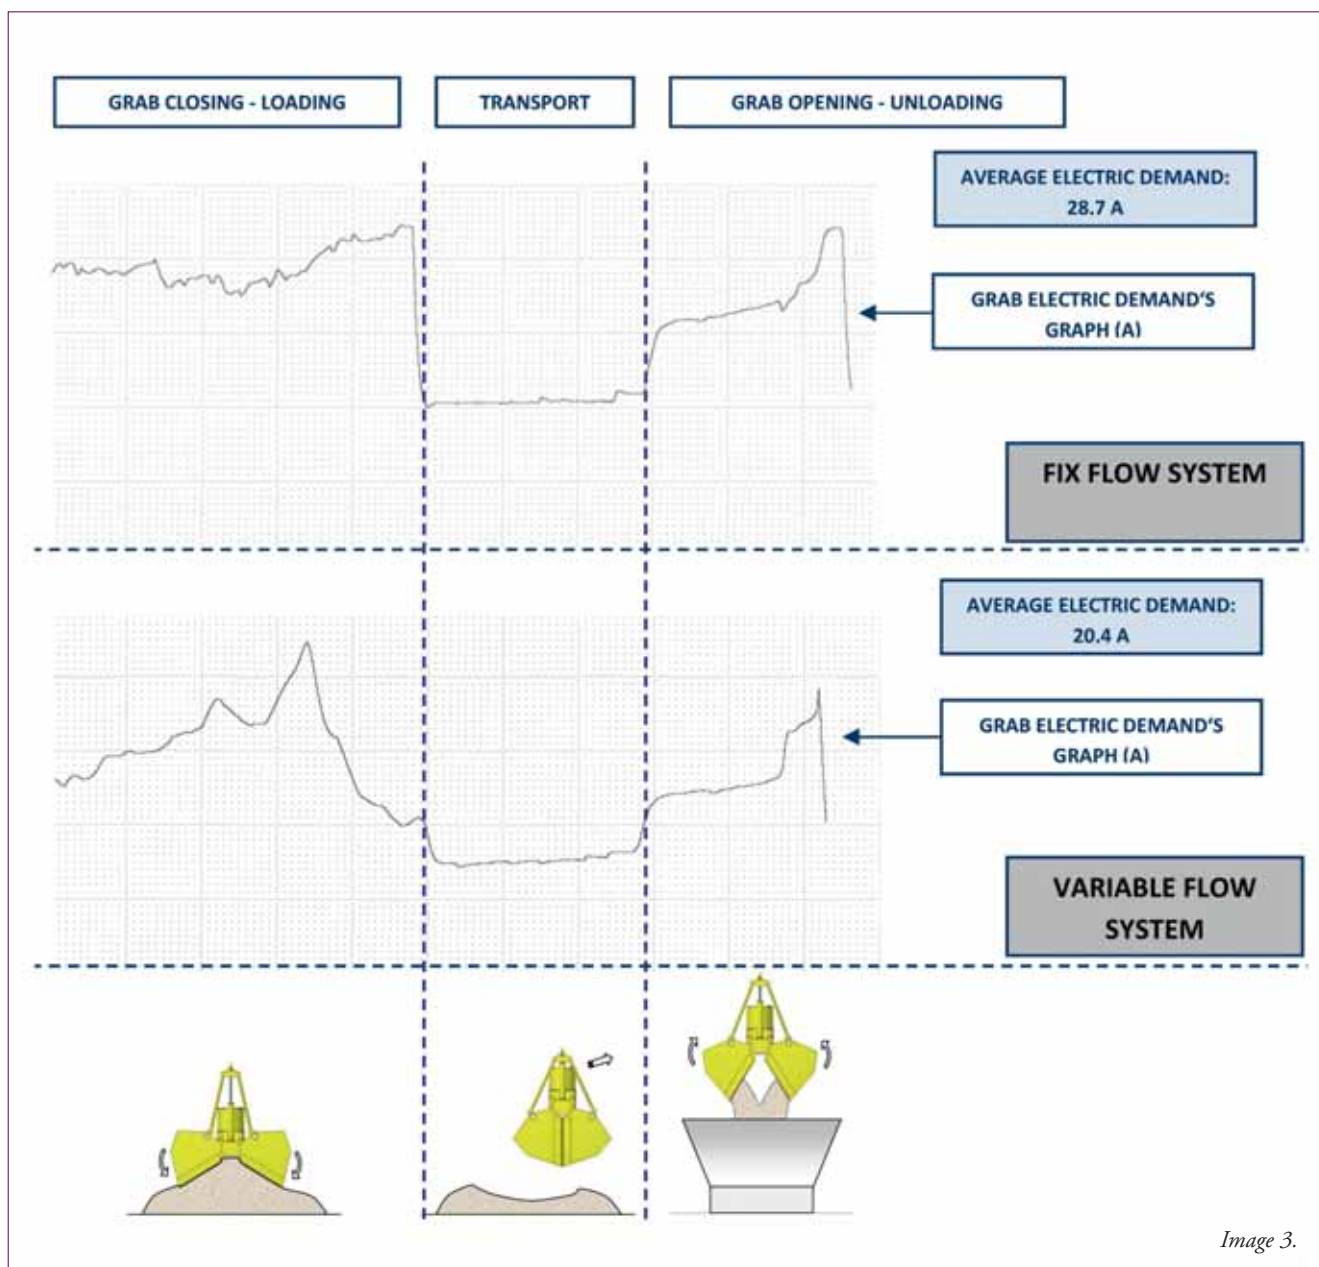 GRAB CLOSING - LOADING
TRANSPORT
GRAB OPENING - UNLOADING
AVERAGE ELECTRIC DEMAND:
28.7 A
GRAB ELECTRIC DEMAND‘S
GRAPH (A)
FIX FLOW SYSTEM
AVERAGE ELECTRIC DEMAND:
20.4 A
GRAB ELECTRIC DEMAND’S
GRAPH (A)
VARIABLE FLOW
SYSTEM
Image 3.